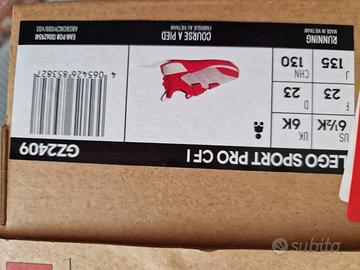 RUNNING
MADE IN VIETNAM
COURSE A PIED
FABRIQUE AU VIETNAM
4 065426 853827
LEGO SPORT PRO CF I
GZ2409
US
6½K
UK
6K
F
23
D
23
J
135
CHN
130
subito